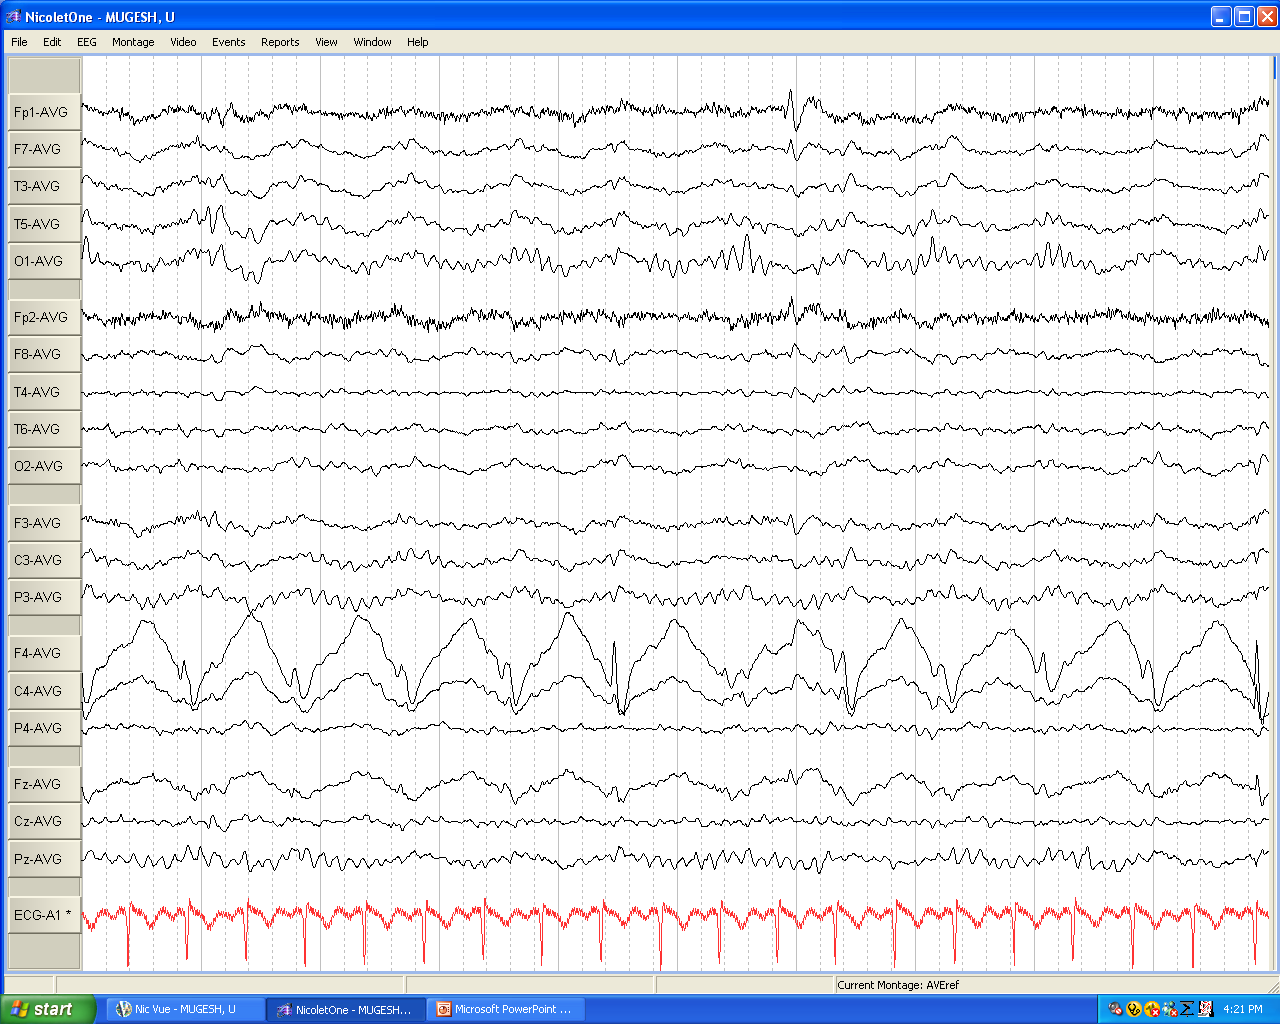 NicoletOne - MUGESH, U
File Edit EEG Montage Video Events Reports View Window Help
Fp1-AVG
F7-AVG
T3-AVG
T5-AVG
O1-AVG
Fp2-AVG
F8-AVG
T4-AVG
T6-AVG
O2-AVG
F3-AVG
C3-AVG
P3-AVG
F4-AVG
C4-AVG
P4-AVG
Fz-AVG
Cz-AVG
Pz-AVG
ECG-A1 *
Current Montage: AVEref
start Nic Vue - MUGESH, U NicoletOne - MUGESH... Microsoft PowerPoint ... 4:21 PM